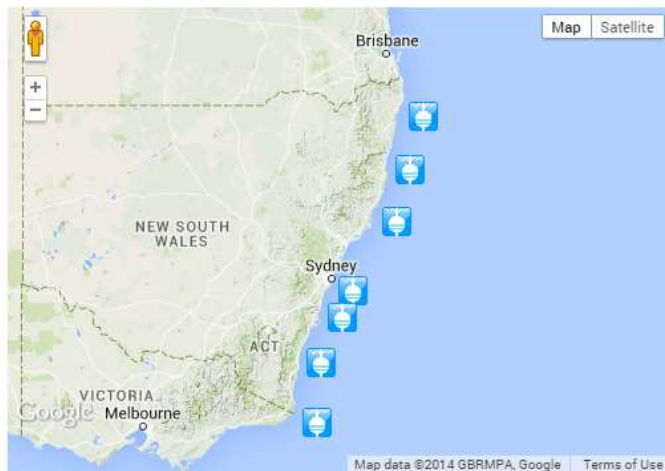 Brisbane
Map Satellite
+
−
NEW SOUTH
WALES
Sydney
ACT
VICTORIA
Google
Melbourne
Map data ©2014 GBRMPA, Google Terms of Use